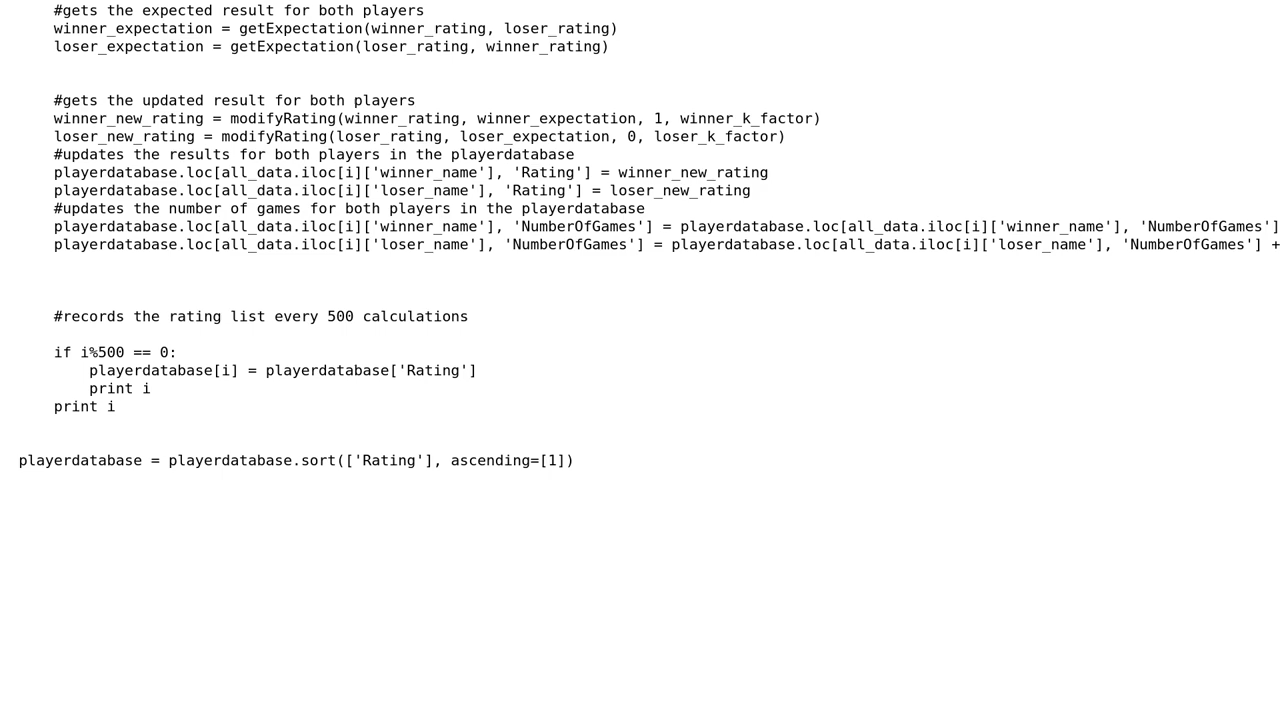 #gets the expected result for both players
winner_expectation = getExpectation(winner_rating, loser_rating)
loser_expectation = getExpectation(loser_rating, winner_rating)
#gets the updated result for both players
winner_new_rating = modifyRating(winner_rating, winner_expectation, 1, winner_k_factor)
loser_new_rating = modifyRating(loser_rating, loser_expectation, 0, loser_k_factor)
#updates the results for both players in the playerdatabase
playerdatabase.loc[all_data.iloc[i]['winner_name'], 'Rating'] = winner_new_rating
playerdatabase.loc[all_data.iloc[i]['loser_name'], 'Rating'] = loser_new_rating
#updates the number of games for both players in the playerdatabase
playerdatabase.loc[all_data.iloc[i]['winner_name'], 'NumberOfGames'] = playerdatabase.loc[all_data.iloc[i]['winner_name'], 'NumberOfGames']
playerdatabase.loc[all_data.iloc[i]['loser_name'], 'NumberOfGames'] = playerdatabase.loc[all_data.iloc[i]['loser_name'], 'NumberOfGames'] +
#records the rating list every 500 calculations
if i%500 == 0:
playerdatabase[i] = playerdatabase['Rating']
print i
print i
playerdatabase = playerdatabase.sort(['Rating'], ascending=[1])